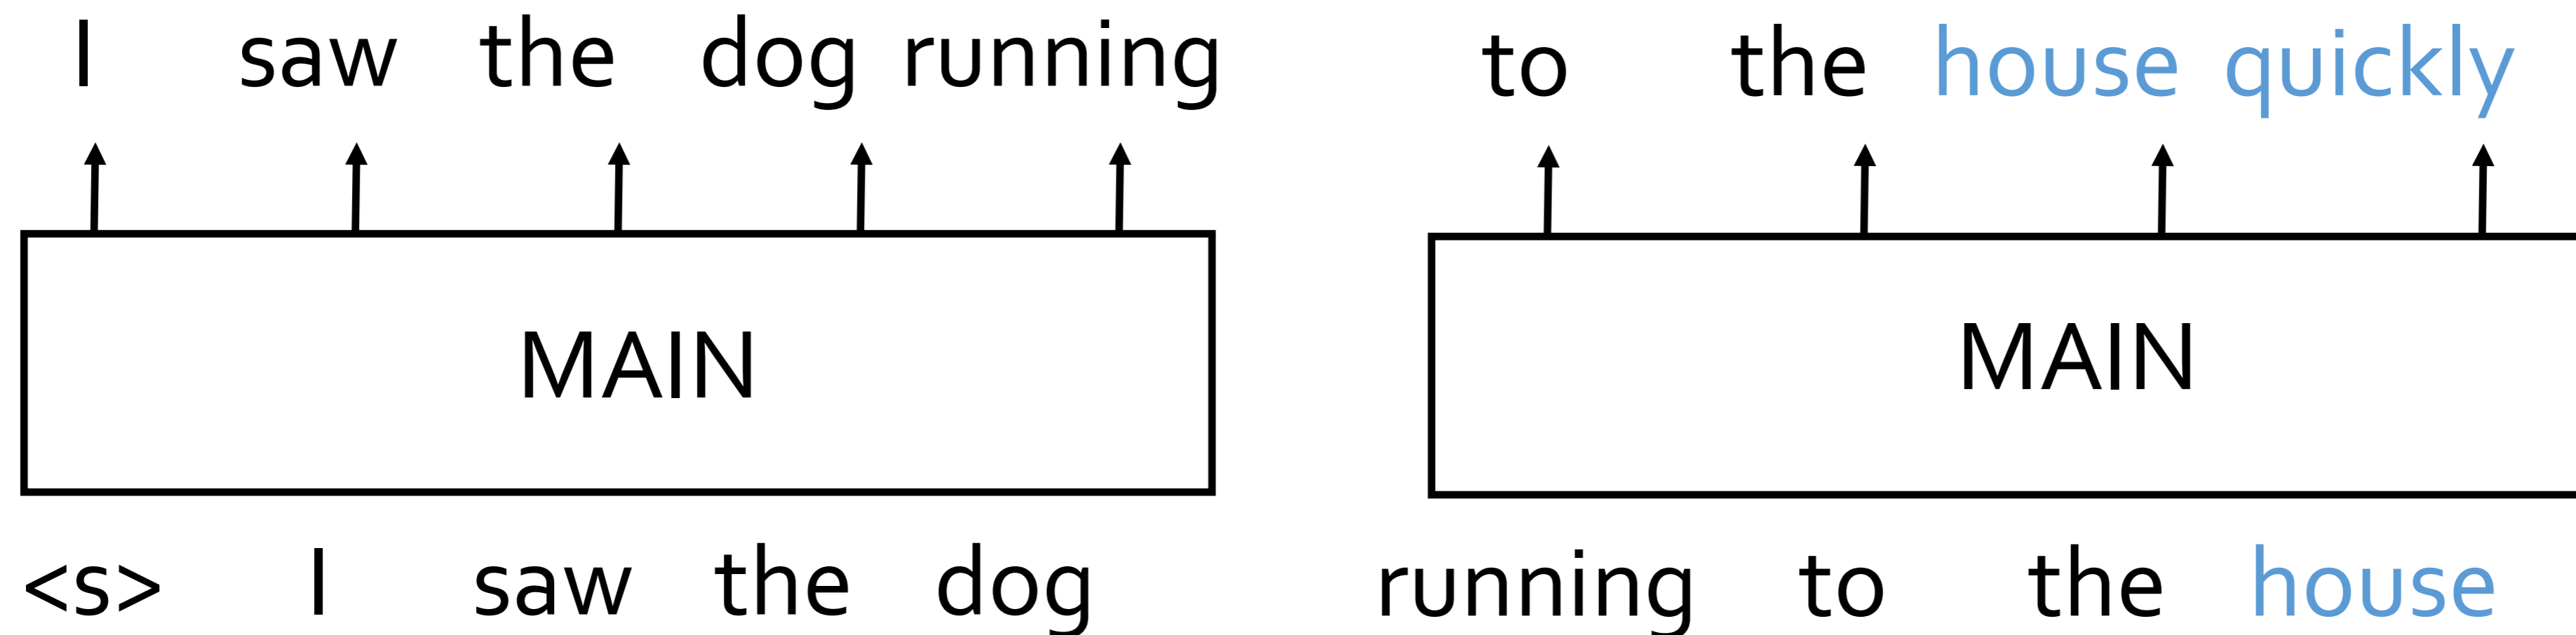 I saw the dog running to the house quickly
MAIN MAIN
<s> I saw the dog running to the house